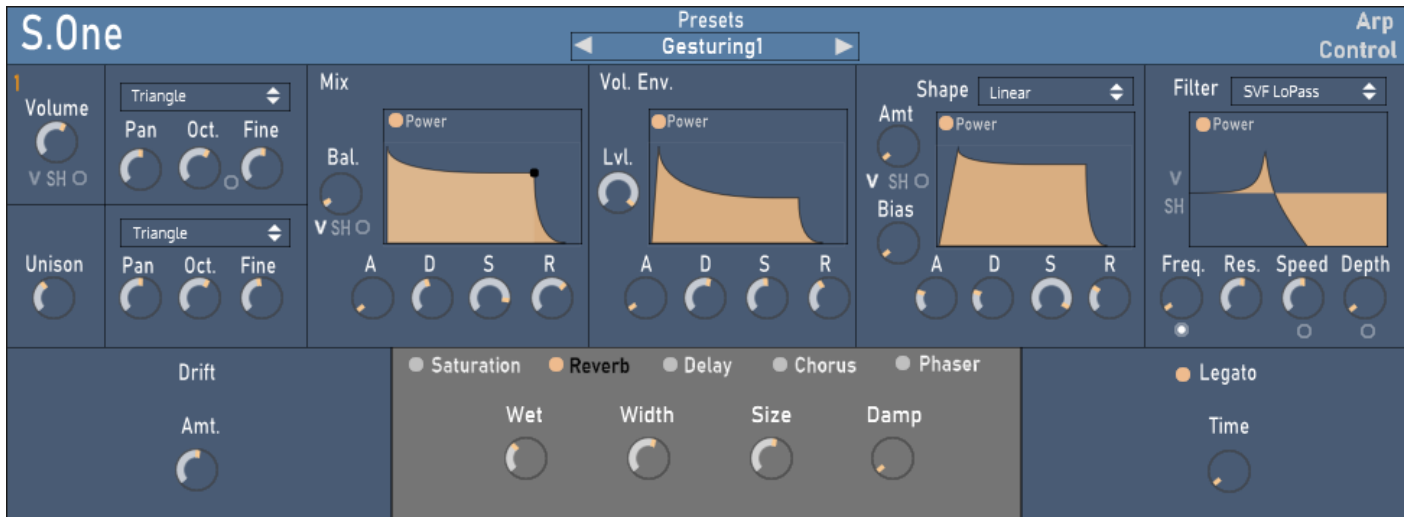 S.One
Presets
Gesturing1
Arp
Control
1
Volume
V SH
Unison
Triangle
Pan Oct. Fine
Triangle
Pan Oct. Fine
Mix
Power
Bal.
V SH
A D S R
Vol. Env.
Power
Lvl.
A D S R
Shape Linear
Amt
Power
V SH
Bias
A D S R
Filter SVF LoPass
Power
V
SH
Freq. Res. Speed Depth
Drift
Amt.
Saturation Reverb Delay Chorus Phaser
Wet Width Size Damp
Legato
Time